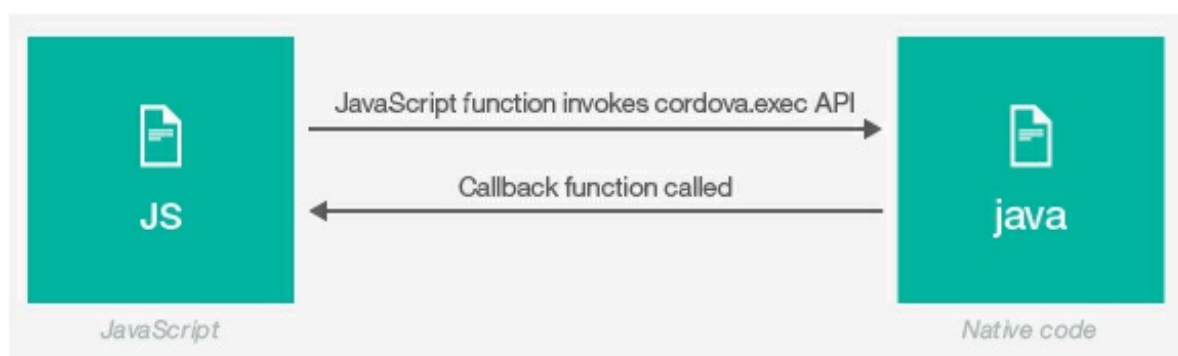 JavaScript function invokes cordova.exec API
Callback function called
JS
java
JavaScript
Native code